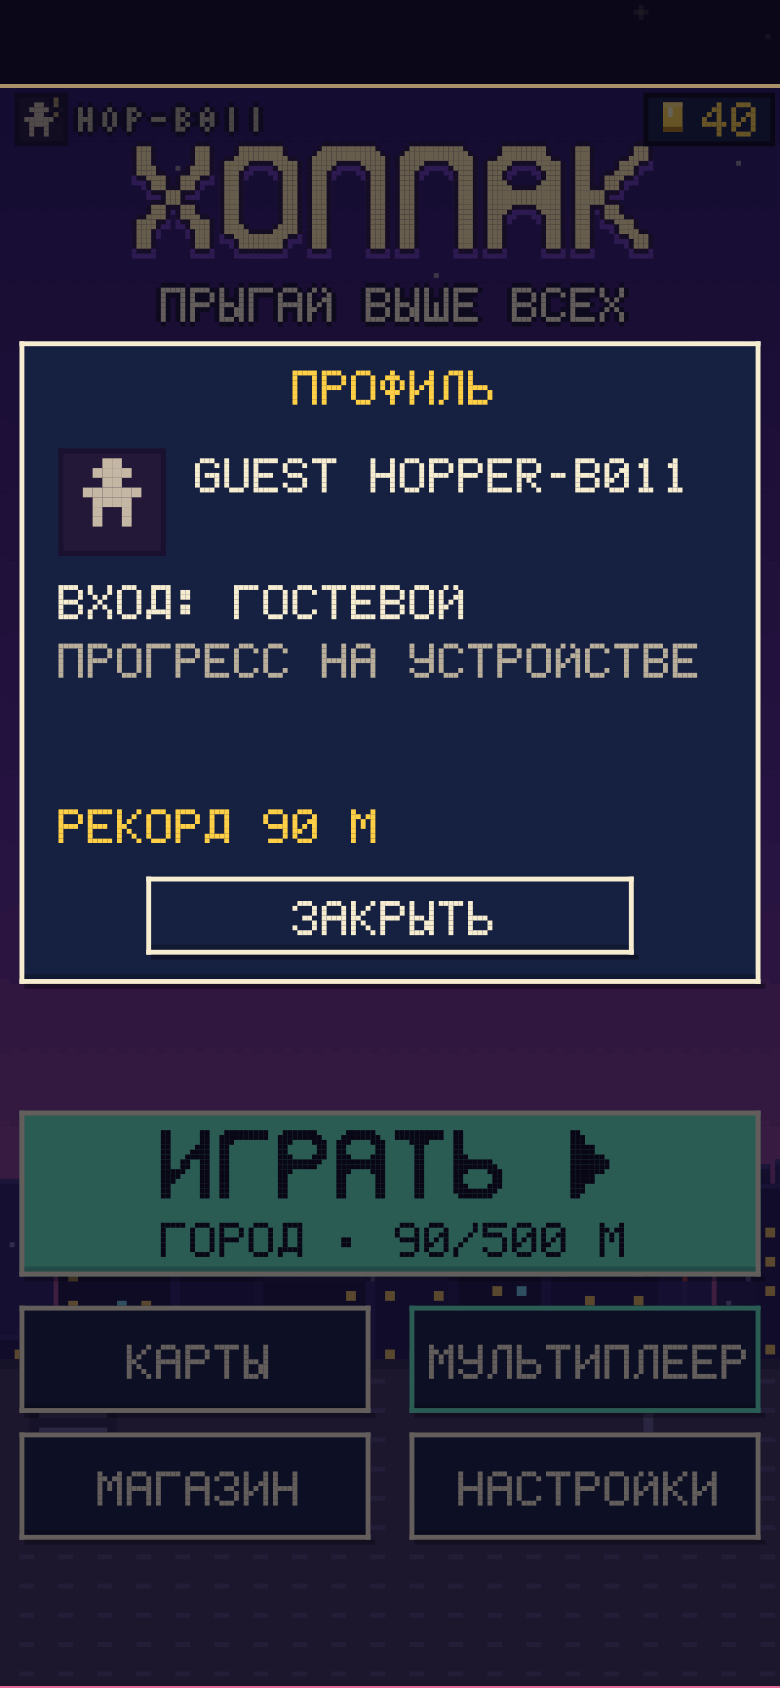 HOP-B011
40
ХОППАК
ПРЫГАЙ ВЫШЕ ВСЕХ
ПРОФИЛЬ
GUEST HOPPER-B011
ВХОД: ГОСТЕВОЙ
ПРОГРЕСС НА УСТРОЙСТВЕ
РЕКОРД 90 М
ЗАКРЫТЬ
ИГРАТЬ ▶
ГОРОД · 90/500 М
КАРТЫ
МУЛЬТИПЛЕЕР
МАГАЗИН
НАСТРОЙКИ